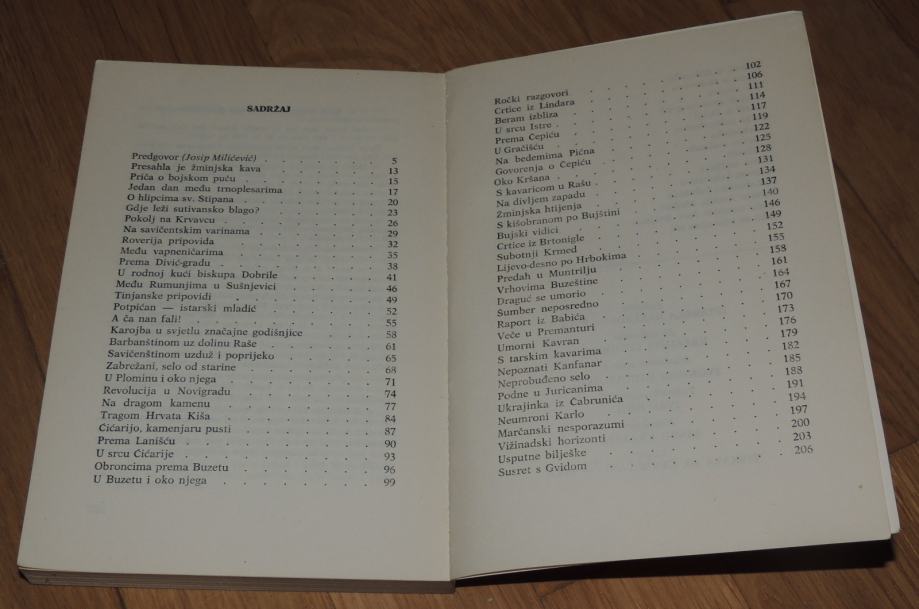 SADRŽAJ
Predgovor (Josip Milićević) 5
Presahla je žminjska kava 13
Priča o bojskom puču 15
Jedan dan među trnoplesarima 17
O hlipcima sv. Stipana 20
Gdje leži sutivansko blago? 23
Pokolj na Krvavcu 26
Na savičentskim varinama 29
Roverija pripovida 32
Među vapneničarima 35
Prema Divić-gradu 38
U rodnoj kući biskupa Dobrile 41
Među Rumunjima u Šušnjevici 46
Tinjanske pripovidi 49
Potpićan — istarski mladić 52
A ča nan fali! 55
Karojba u svjetlu značajne godišnjice 58
Barbanštinom uz dolinu Raše 61
Savičenštinom uzduž i poprijeko 65
Zabrežani, selo od starine 68
U Plominu i oko njega 71
Revolucija u Novigradu 74
Na dragom kamenu 77
Tragom Hrvata Kiša 84
Ćićarijo, kamenjaru pusti 87
Prema Lanišću 90
U srcu Ćićarije 93
Obroncima prema Buzetu 96
U Buzetu i oko njega 99
Ročki razgovori 102
Crtice iz Lindara 106
Beram izbliza 111
U srcu Istre 114
Prema Čepiću 117
U Gračišću 119
Na bedemima Pićna 122
Govorenja o Čepiću 125
Oko Kršana 128
S kavaricom u Rašu 131
Na divljem zapadu 134
Žminjska htijenja 137
S kišobranom po Bujštini 140
Bujski vidici 146
Crtice iz Brtonigle 149
Subotnji Krmed 152
Lijevo-desno po Hrbokima 155
Predah u Muntrilju 158
Vrhovima Buzeštine 161
Draguć se umorio 164
Šumber neposredno 167
Raport iz Babića 170
Veče u Premanturi 173
Umorni Kavran 176
S tarskim kavarima 179
Nepoznati Kanfanar 182
Neprobuđeno selo 185
Podne u Juricanima 188
Ukrajinka iz Čabrunića 191
Neumroni Karlo 194
Marčanski nesporazumi 197
Vižinadski horizonti 200
Usputne bilješke 203
Susret s Gvidom 205